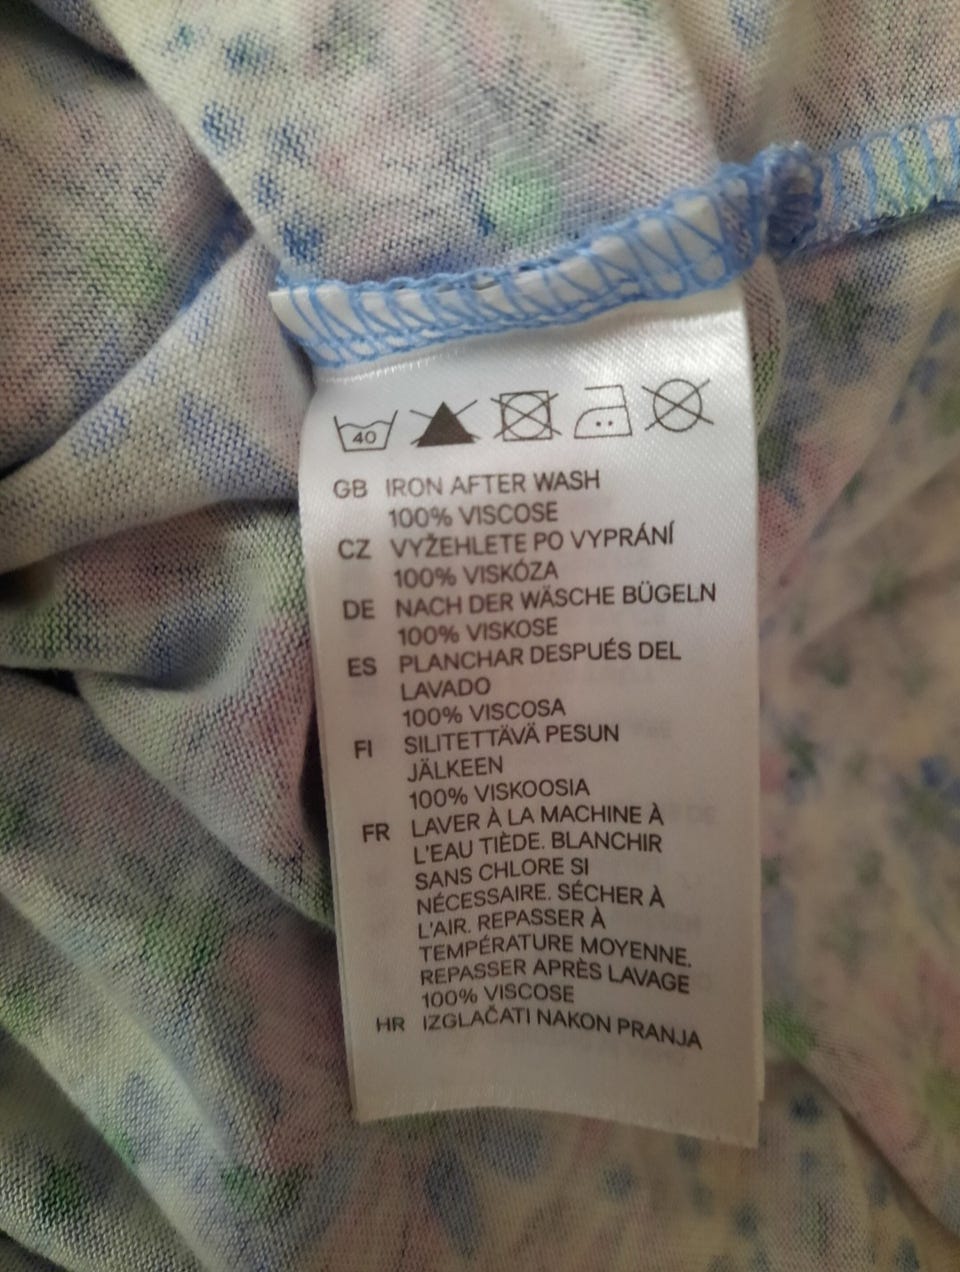 40
GB IRON AFTER WASH
100% VISCOSE
CZ VYŽEHLETE PO VYPRÁNÍ
100% VISKÓZA
DE NACH DER WÄSCHE BÜGELN
100% VISKOSE
ES PLANCHAR DESPUÉS DEL
LAVADO
100% VISCOSA
FI SILITETTÄVÄ PESUN
JÄLKEEN
100% VISKOOSIA
FR LAVER À LA MACHINE À
L'EAU TIÈDE. BLANCHIR
SANS CHLORE SI
NÉCESSAIRE. SÉCHER À
L'AIR. REPASSER À
TEMPÉRATURE MOYENNE.
REPASSER APRÈS LAVAGE
100% VISCOSE
HR IZGLAČATI NAKON PRANJA